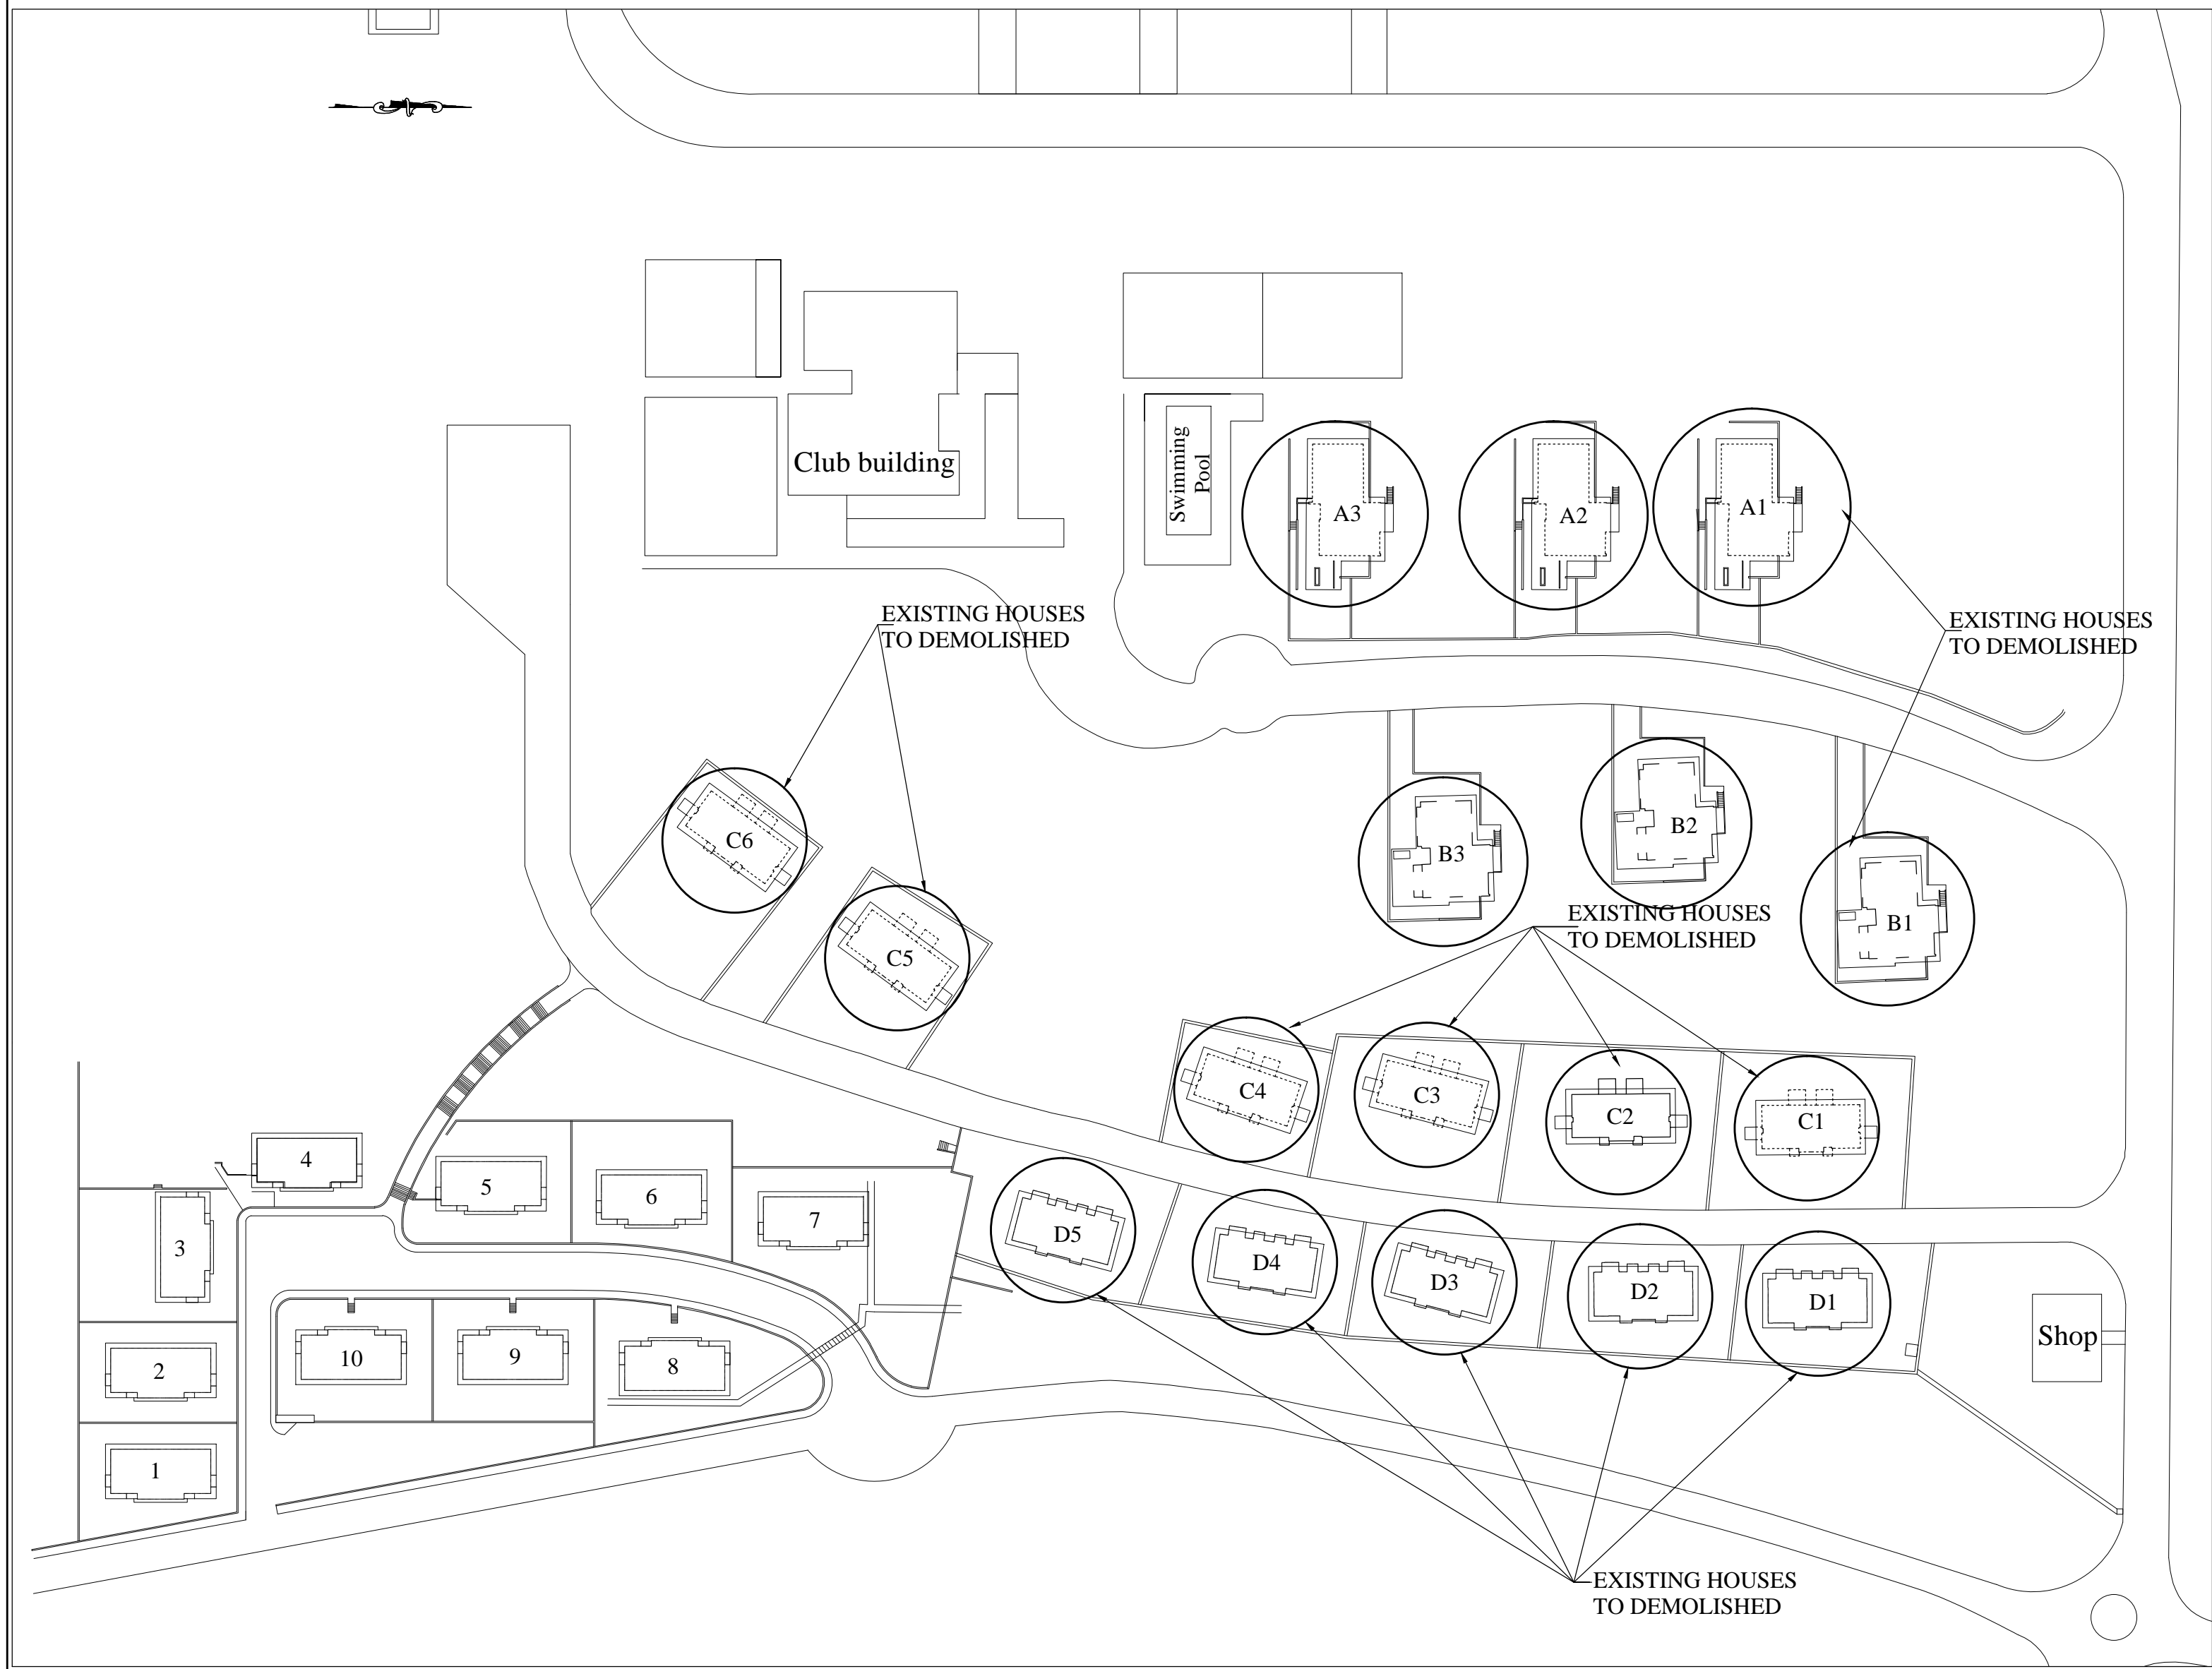 Club building
Swimming
Pool
A3
A2
A1
EXISTING HOUSES
TO DEMOLISHED
EXISTING HOUSES
TO DEMOLISHED
C6
C5
B3
B2
B1
EXISTING HOUSES
TO DEMOLISHED
C4
C3
C2
C1
4
5
6
7
3
D5
D4
D3
D2
D1
Shop
2
10
9
8
1
EXISTING HOUSES
TO DEMOLISHED